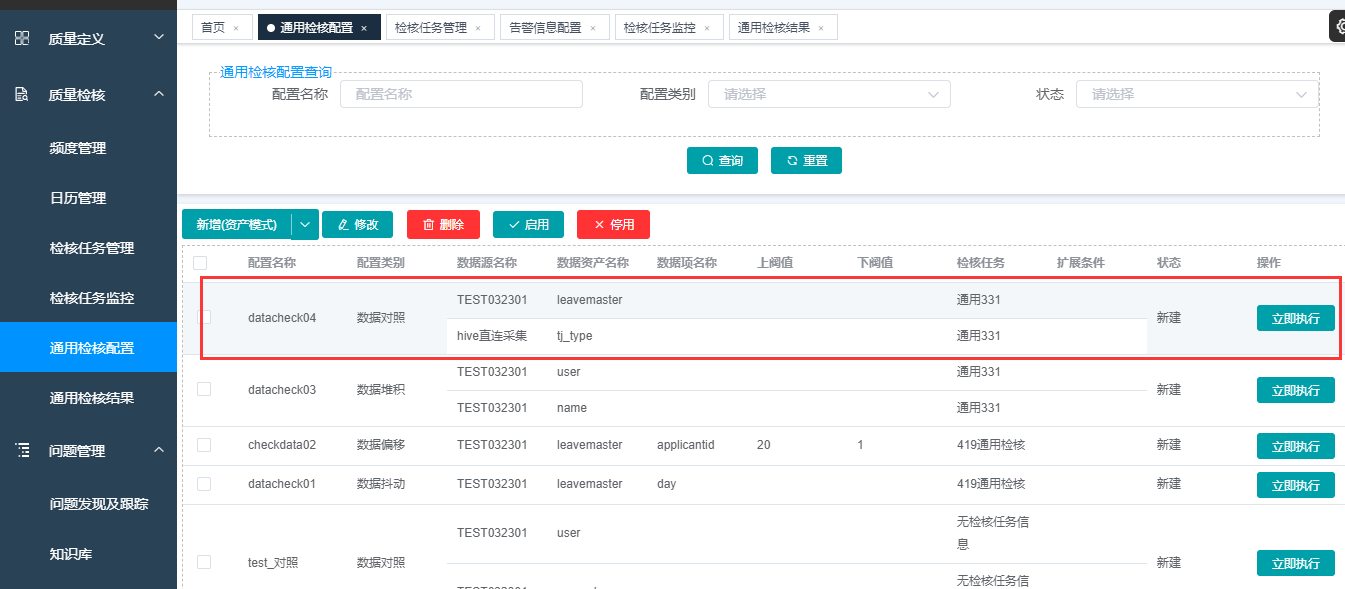 质量定义
质量检核
频度管理
日历管理
检核任务管理
检核任务监控
通用检核配置
通用检核结果
问题管理
问题发现及跟踪
知识库
首页 ×
通用检核配置 ×
检核任务管理 ×
告警信息配置 ×
检核任务监控 ×
通用检核结果 ×
通用检核配置查询
配置名称 配置名称 配置类别 请选择 状态 请选择
查询 重置
新增(资产模式) 修改 删除 启用 停用
配置名称 配置类别 数据源名称 数据资产名称 数据项名称 上阀值 下阀值 检核任务 扩展条件 状态 操作
TEST032301 leavemaster 通用331
datacheck04 数据对照 新建 立即执行
hive直连采集 tj_type 通用331
TEST032301 user 通用331
datacheck03 数据堆积 新建 立即执行
TEST032301 name 通用331
checkdata02 数据偏移 TEST032301 leavemaster applicantid 20 1 419通用检核 新建 立即执行
datacheck01 数据抖动 TEST032301 leavemaster day 419通用检核 新建 立即执行
TEST032301 user 无检核任务信
息
test_对照 数据对照 新建 立即执行
TEST032301 leavemaster 无检核任务信